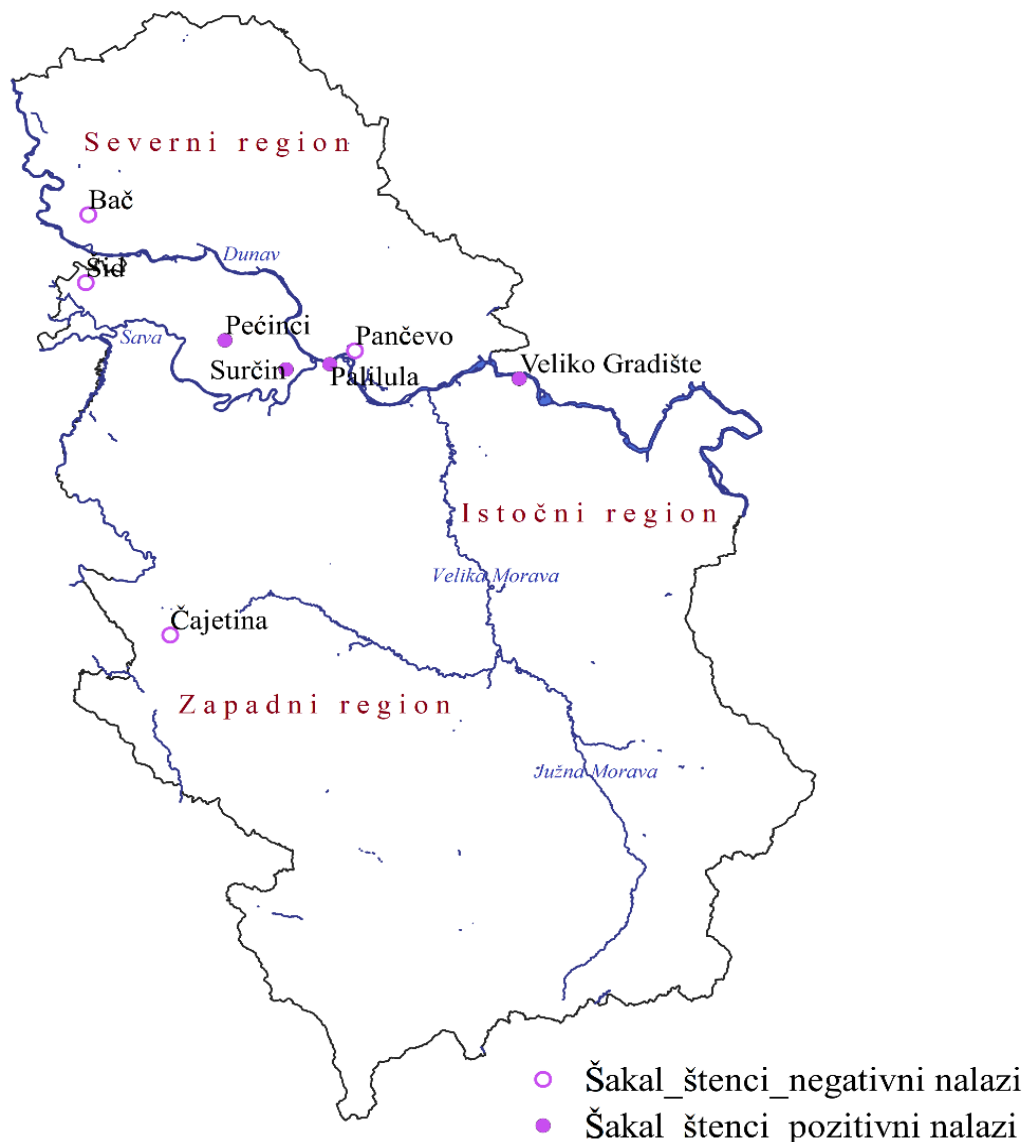 Severni region
Bač
Dunav
Šid
Pećinci
Pančevo
Sava
Surčin
Palilula
Veliko Gradište
Istočni region
Velika Morava
Čajetina
Zapadni region
Južna Morava
Šakal_štenci_negativni nalazi
Šakal_štenci_pozitivni nalazi